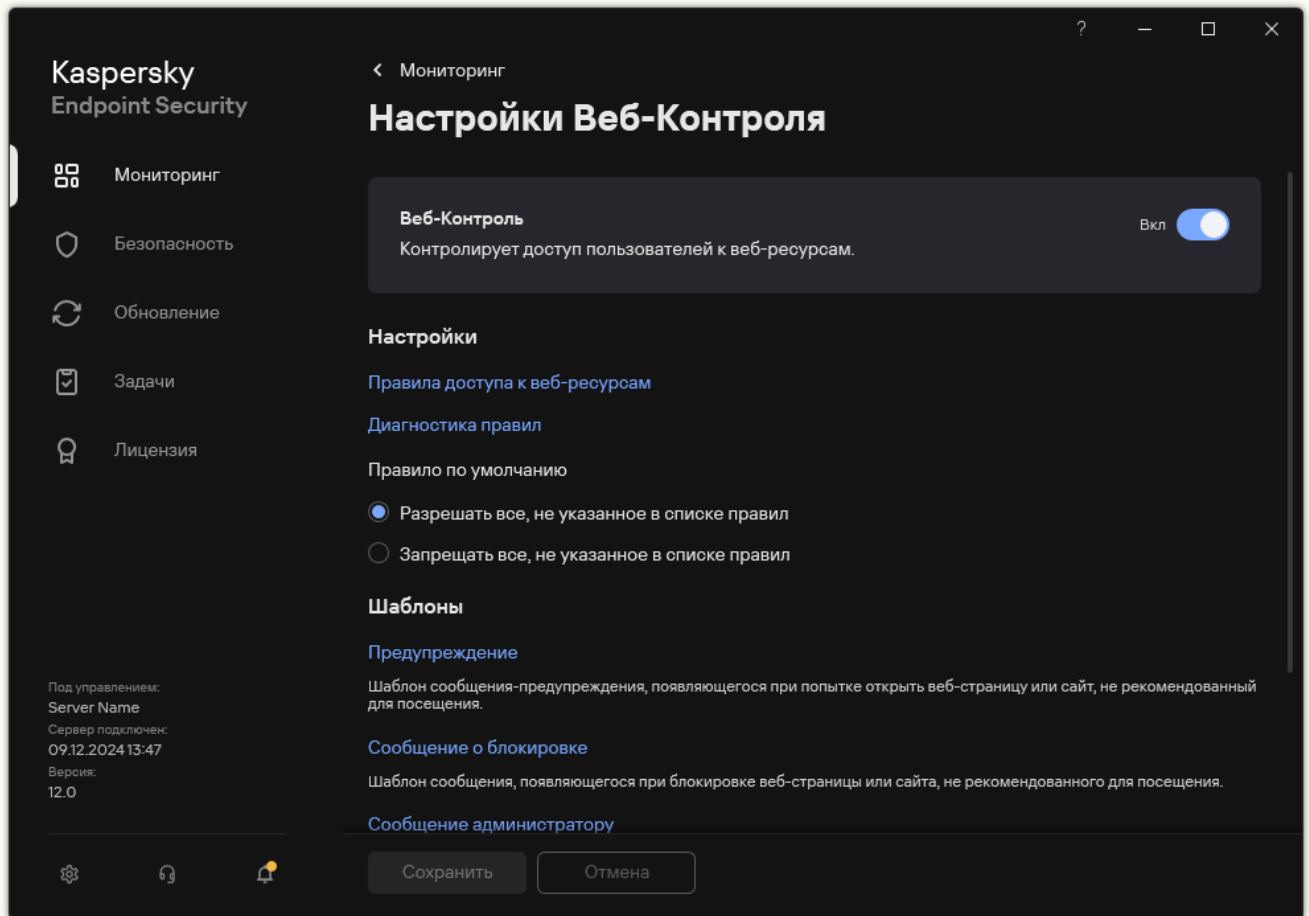 ?
Kaspersky
Endpoint Security
Мониторинг
Безопасность
Обновление
Задачи
Лицензия
Под управлением:
Server Name
Сервер подключен:
09.12.2024 13:47
Версия:
12.0
Мониторинг
Настройки Веб-Контроля
Веб-Контроль
Контролирует доступ пользователей к веб-ресурсам.
Вкл
Настройки
Правила доступа к веб-ресурсам
Диагностика правил
Правило по умолчанию
Разрешать все, не указанное в списке правил
Запрещать все, не указанное в списке правил
Шаблоны
Предупреждение
Шаблон сообщения-предупреждения, появляющегося при попытке открыть веб-страницу или сайт, не рекомендованный
для посещения.
Сообщение о блокировке
Шаблон сообщения, появляющегося при блокировке веб-страницы или сайта, не рекомендованного для посещения.
Сообщение администратору
Сохранить
Отмена